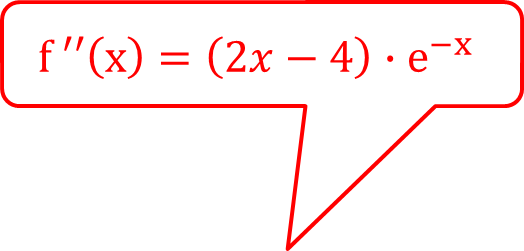 f ′′(x) = (2x − 4) · e⁻ˣ